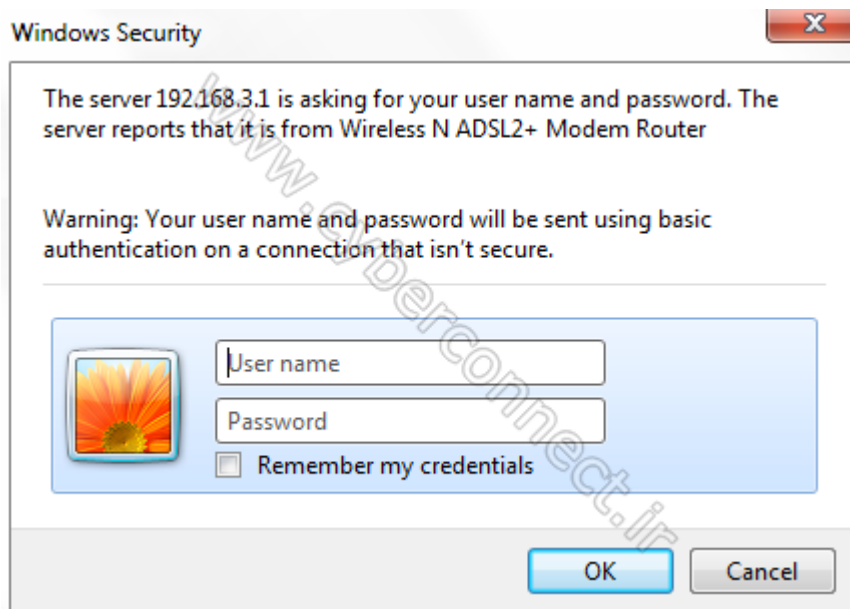 Windows Security
The server 192.168.3.1 is asking for your user name and password. The
server reports that it is from Wireless N ADSL2+ Modem Router
Warning: Your user name and password will be sent using basic
authentication on a connection that isn't secure.
User name
Password
Remember my credentials
OK
Cancel
www.cyberconnect.ir